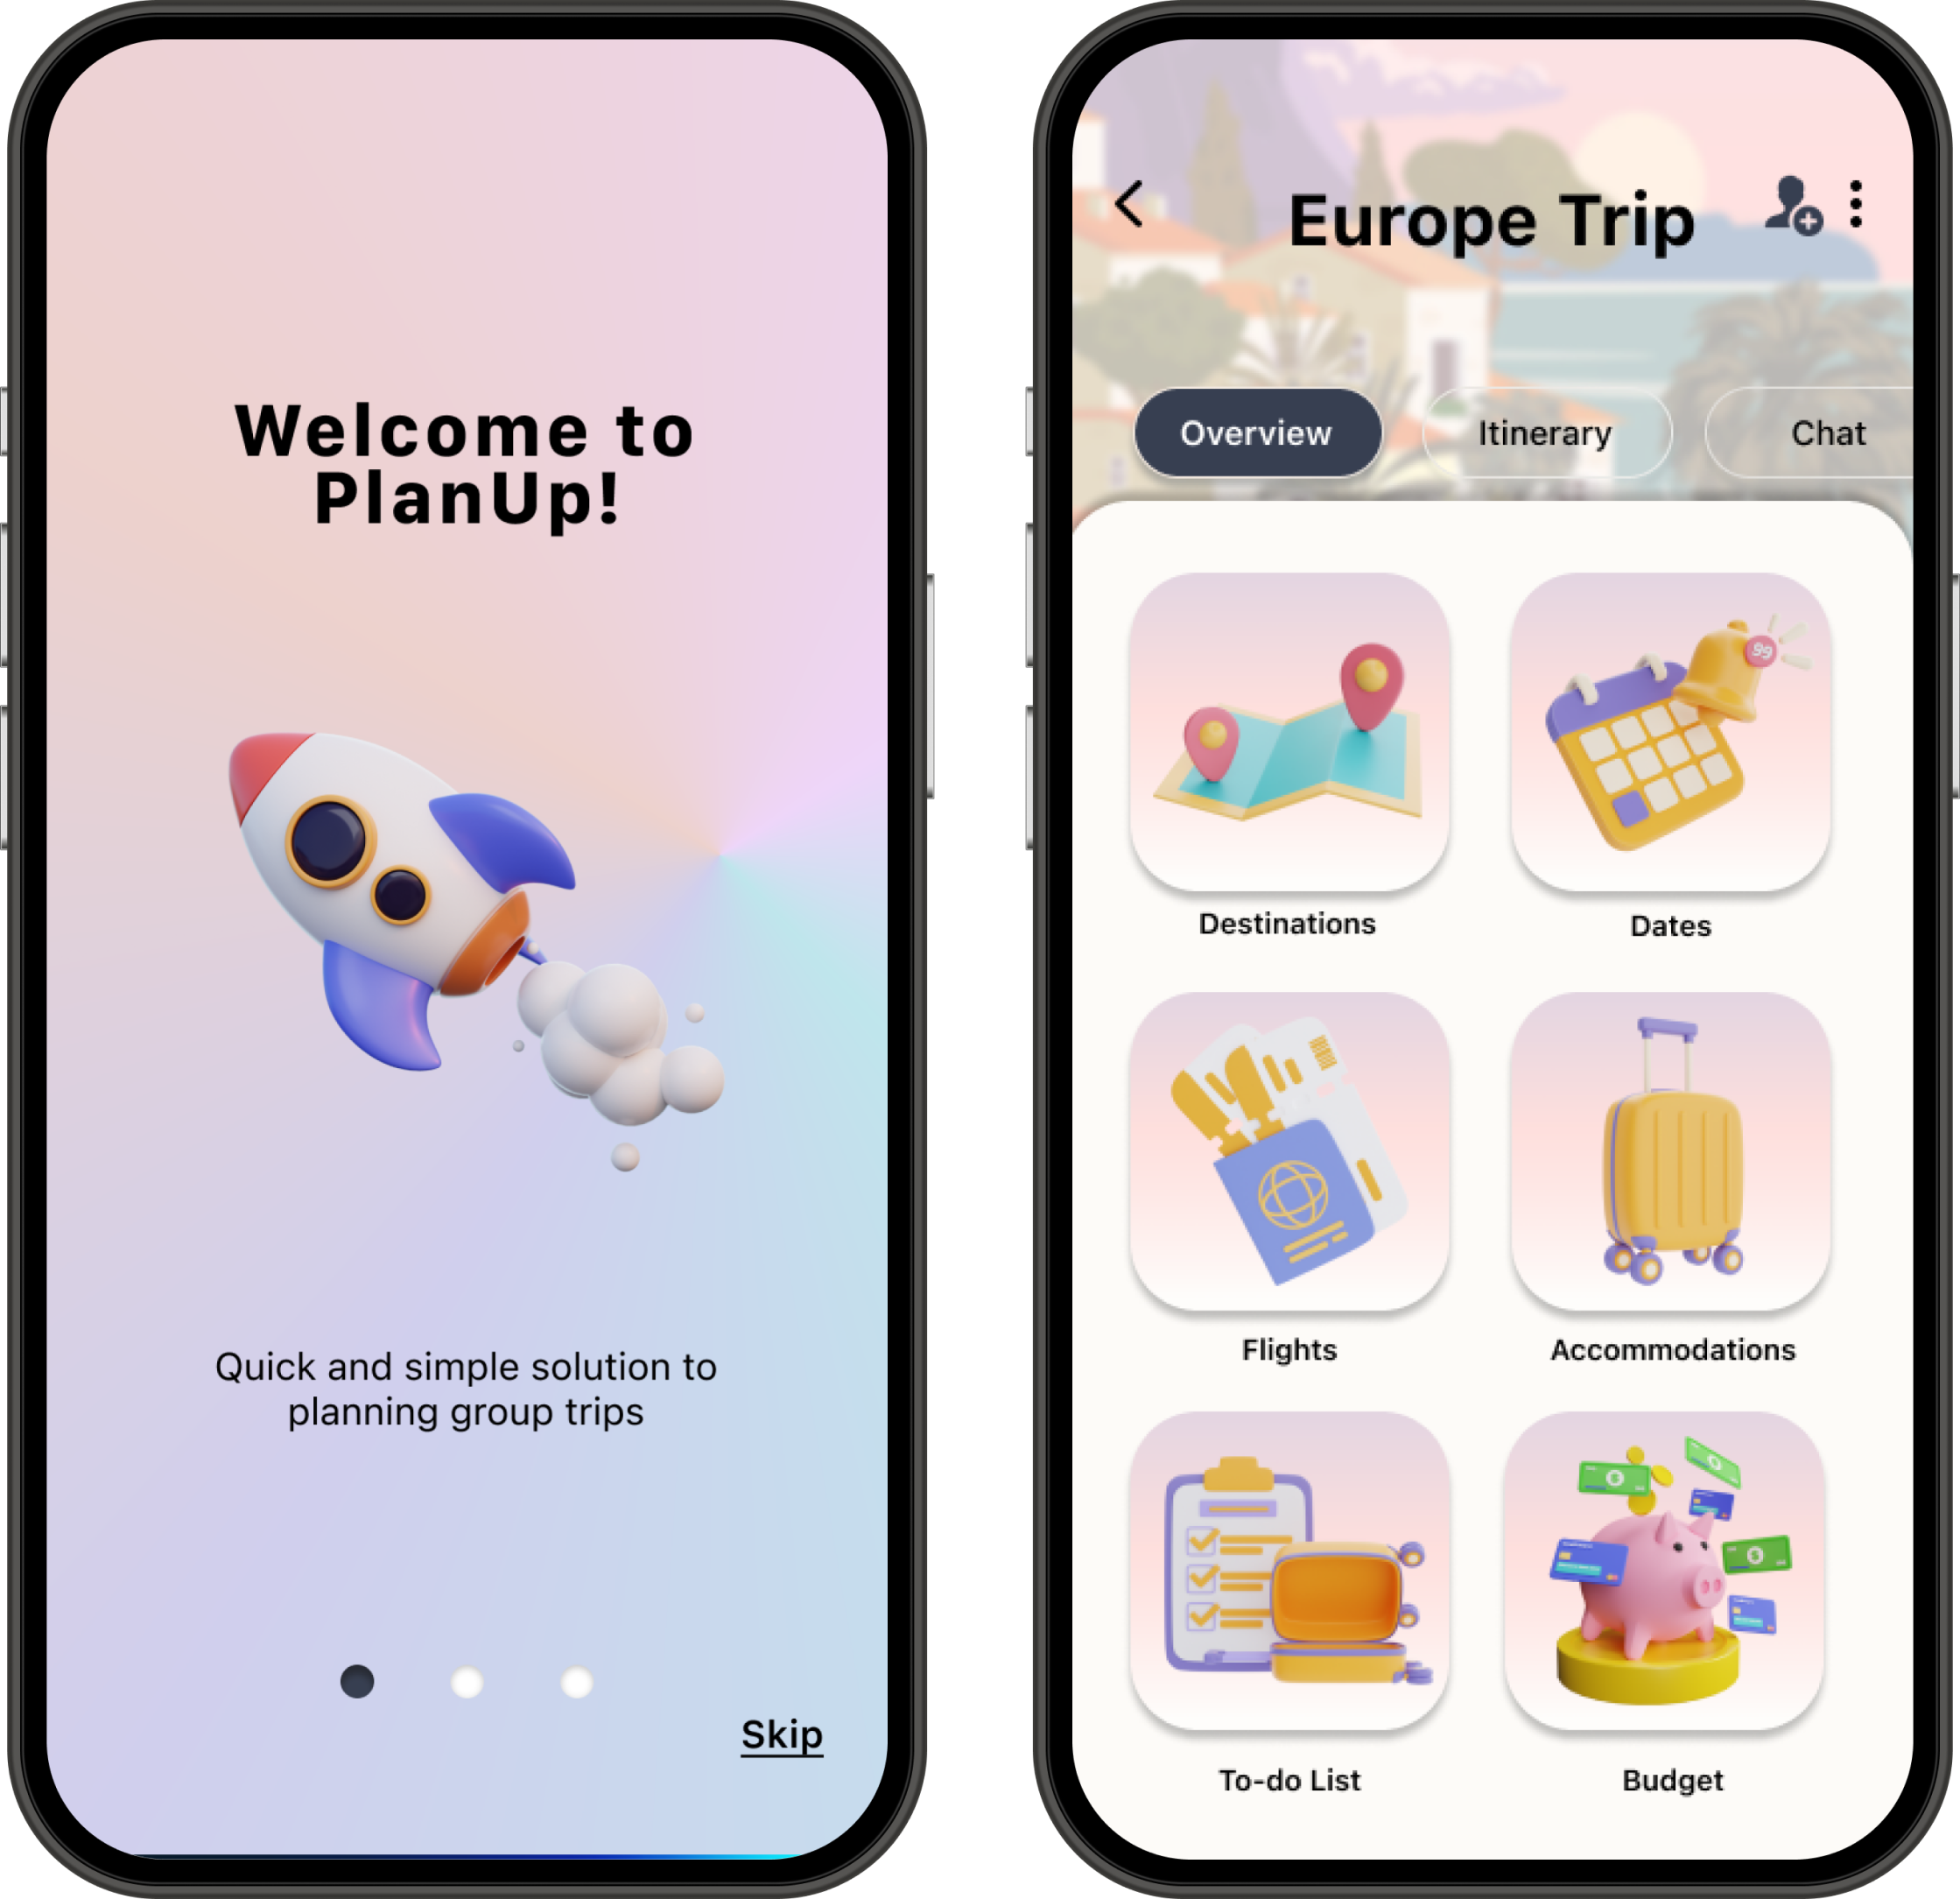 Welcome to
PlanUp!
Quick and simple solution to
planning group trips
Skip
Europe Trip
Overview
Itinerary
Chat
99
Destinations
Dates
Flights
Accommodations
To-do List
Budget